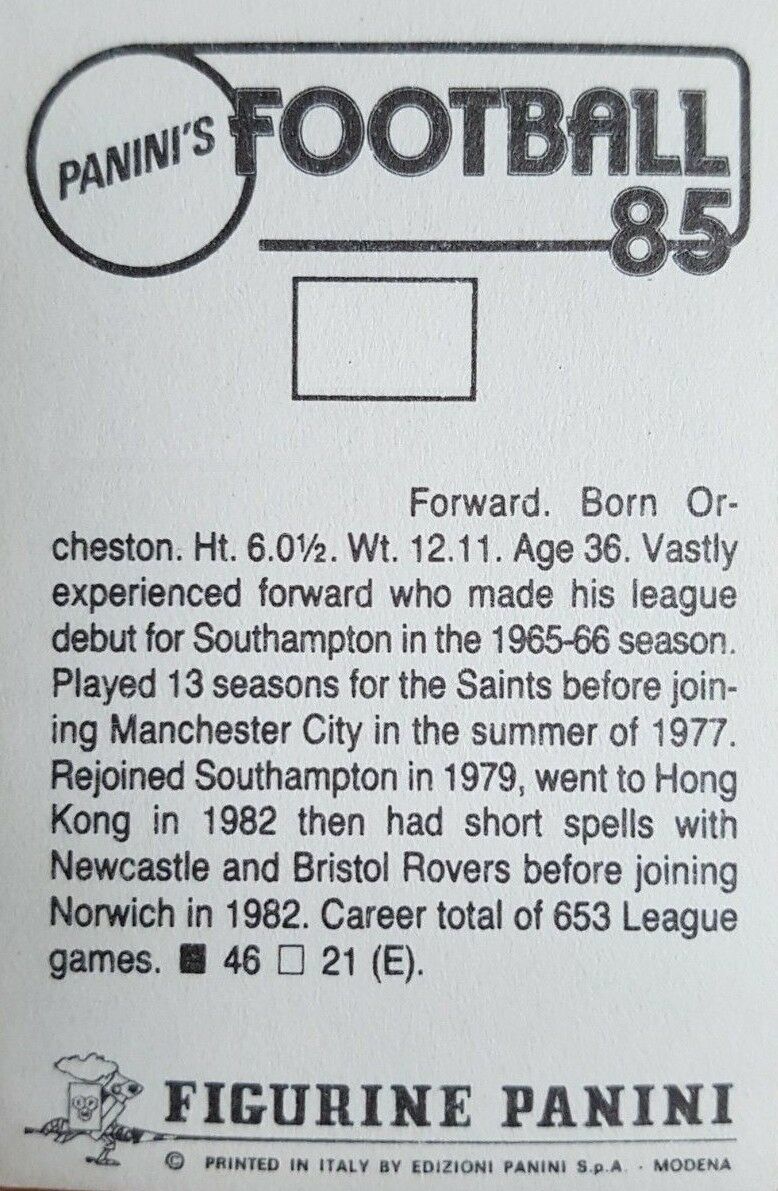 PANINI'S FOOTBALL
85
Forward. Born Or-
cheston. Ht. 6.0½. Wt. 12.11. Age 36. Vastly
experienced forward who made his league
debut for Southampton in the 1965-66 season.
Played 13 seasons for the Saints before join-
ing Manchester City in the summer of 1977.
Rejoined Southampton in 1979, went to Hong
Kong in 1982 then had short spells with
Newcastle and Bristol Rovers before joining
Norwich in 1982. Career total of 653 League
games. ■ 46 □ 21 (E).
FIGURINE PANINI
© PRINTED IN ITALY BY EDIZIONI PANINI S.p.A. - MODENA